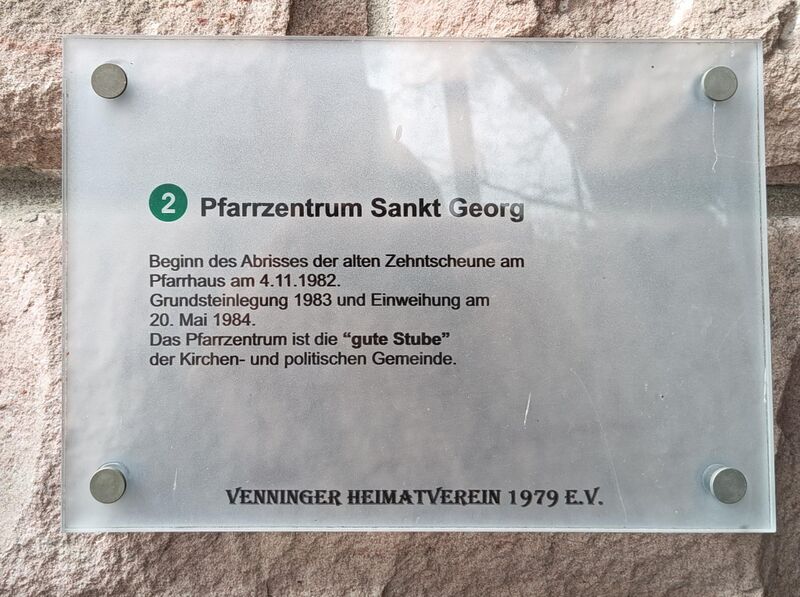 2 Pfarrzentrum Sankt Georg
Beginn des Abrisses der alten Zehntscheune am
Pfarrhaus am 4.11.1982.
Grundsteinlegung 1983 und Einweihung am
20. Mai 1984.
Das Pfarrzentrum ist die “gute Stube”
der Kirchen- und politischen Gemeinde.
VENNINGER HEIMATVEREIN 1979 E.V.